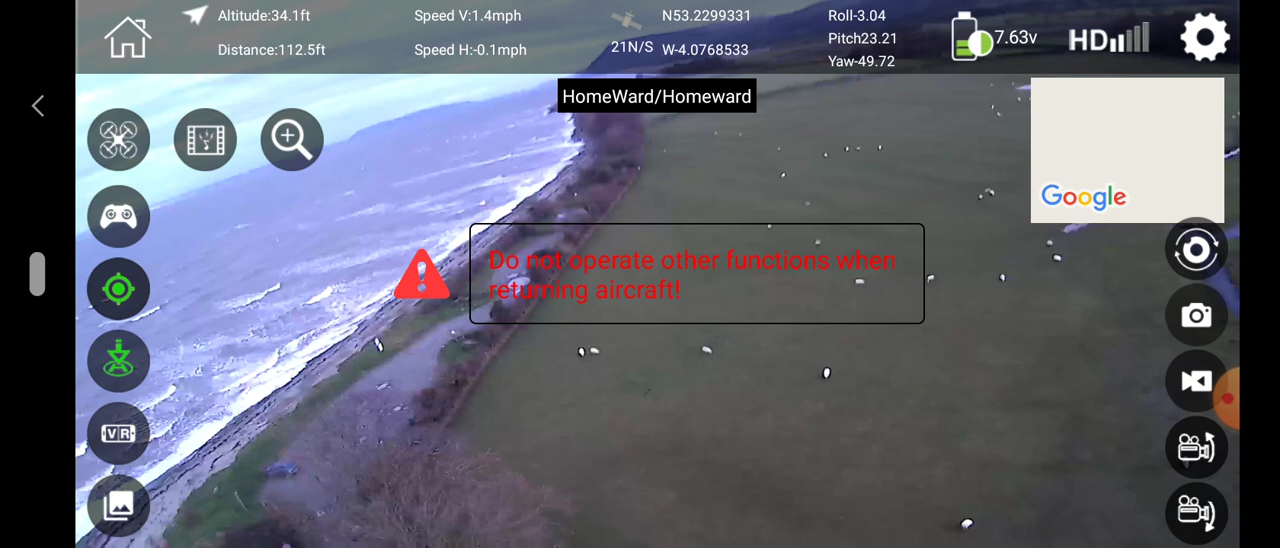 Altitude:34.1ft
Speed V:1.4mph
N53.2299331
Roll-3.04
Distance:112.5ft
Speed H:-0.1mph
21N/S
W-4.0768533
Pitch23.21
Yaw-49.72
7.63v
HD
HomeWard/Homeward
Google
Do not operate other functions when
returning aircraft!
VR